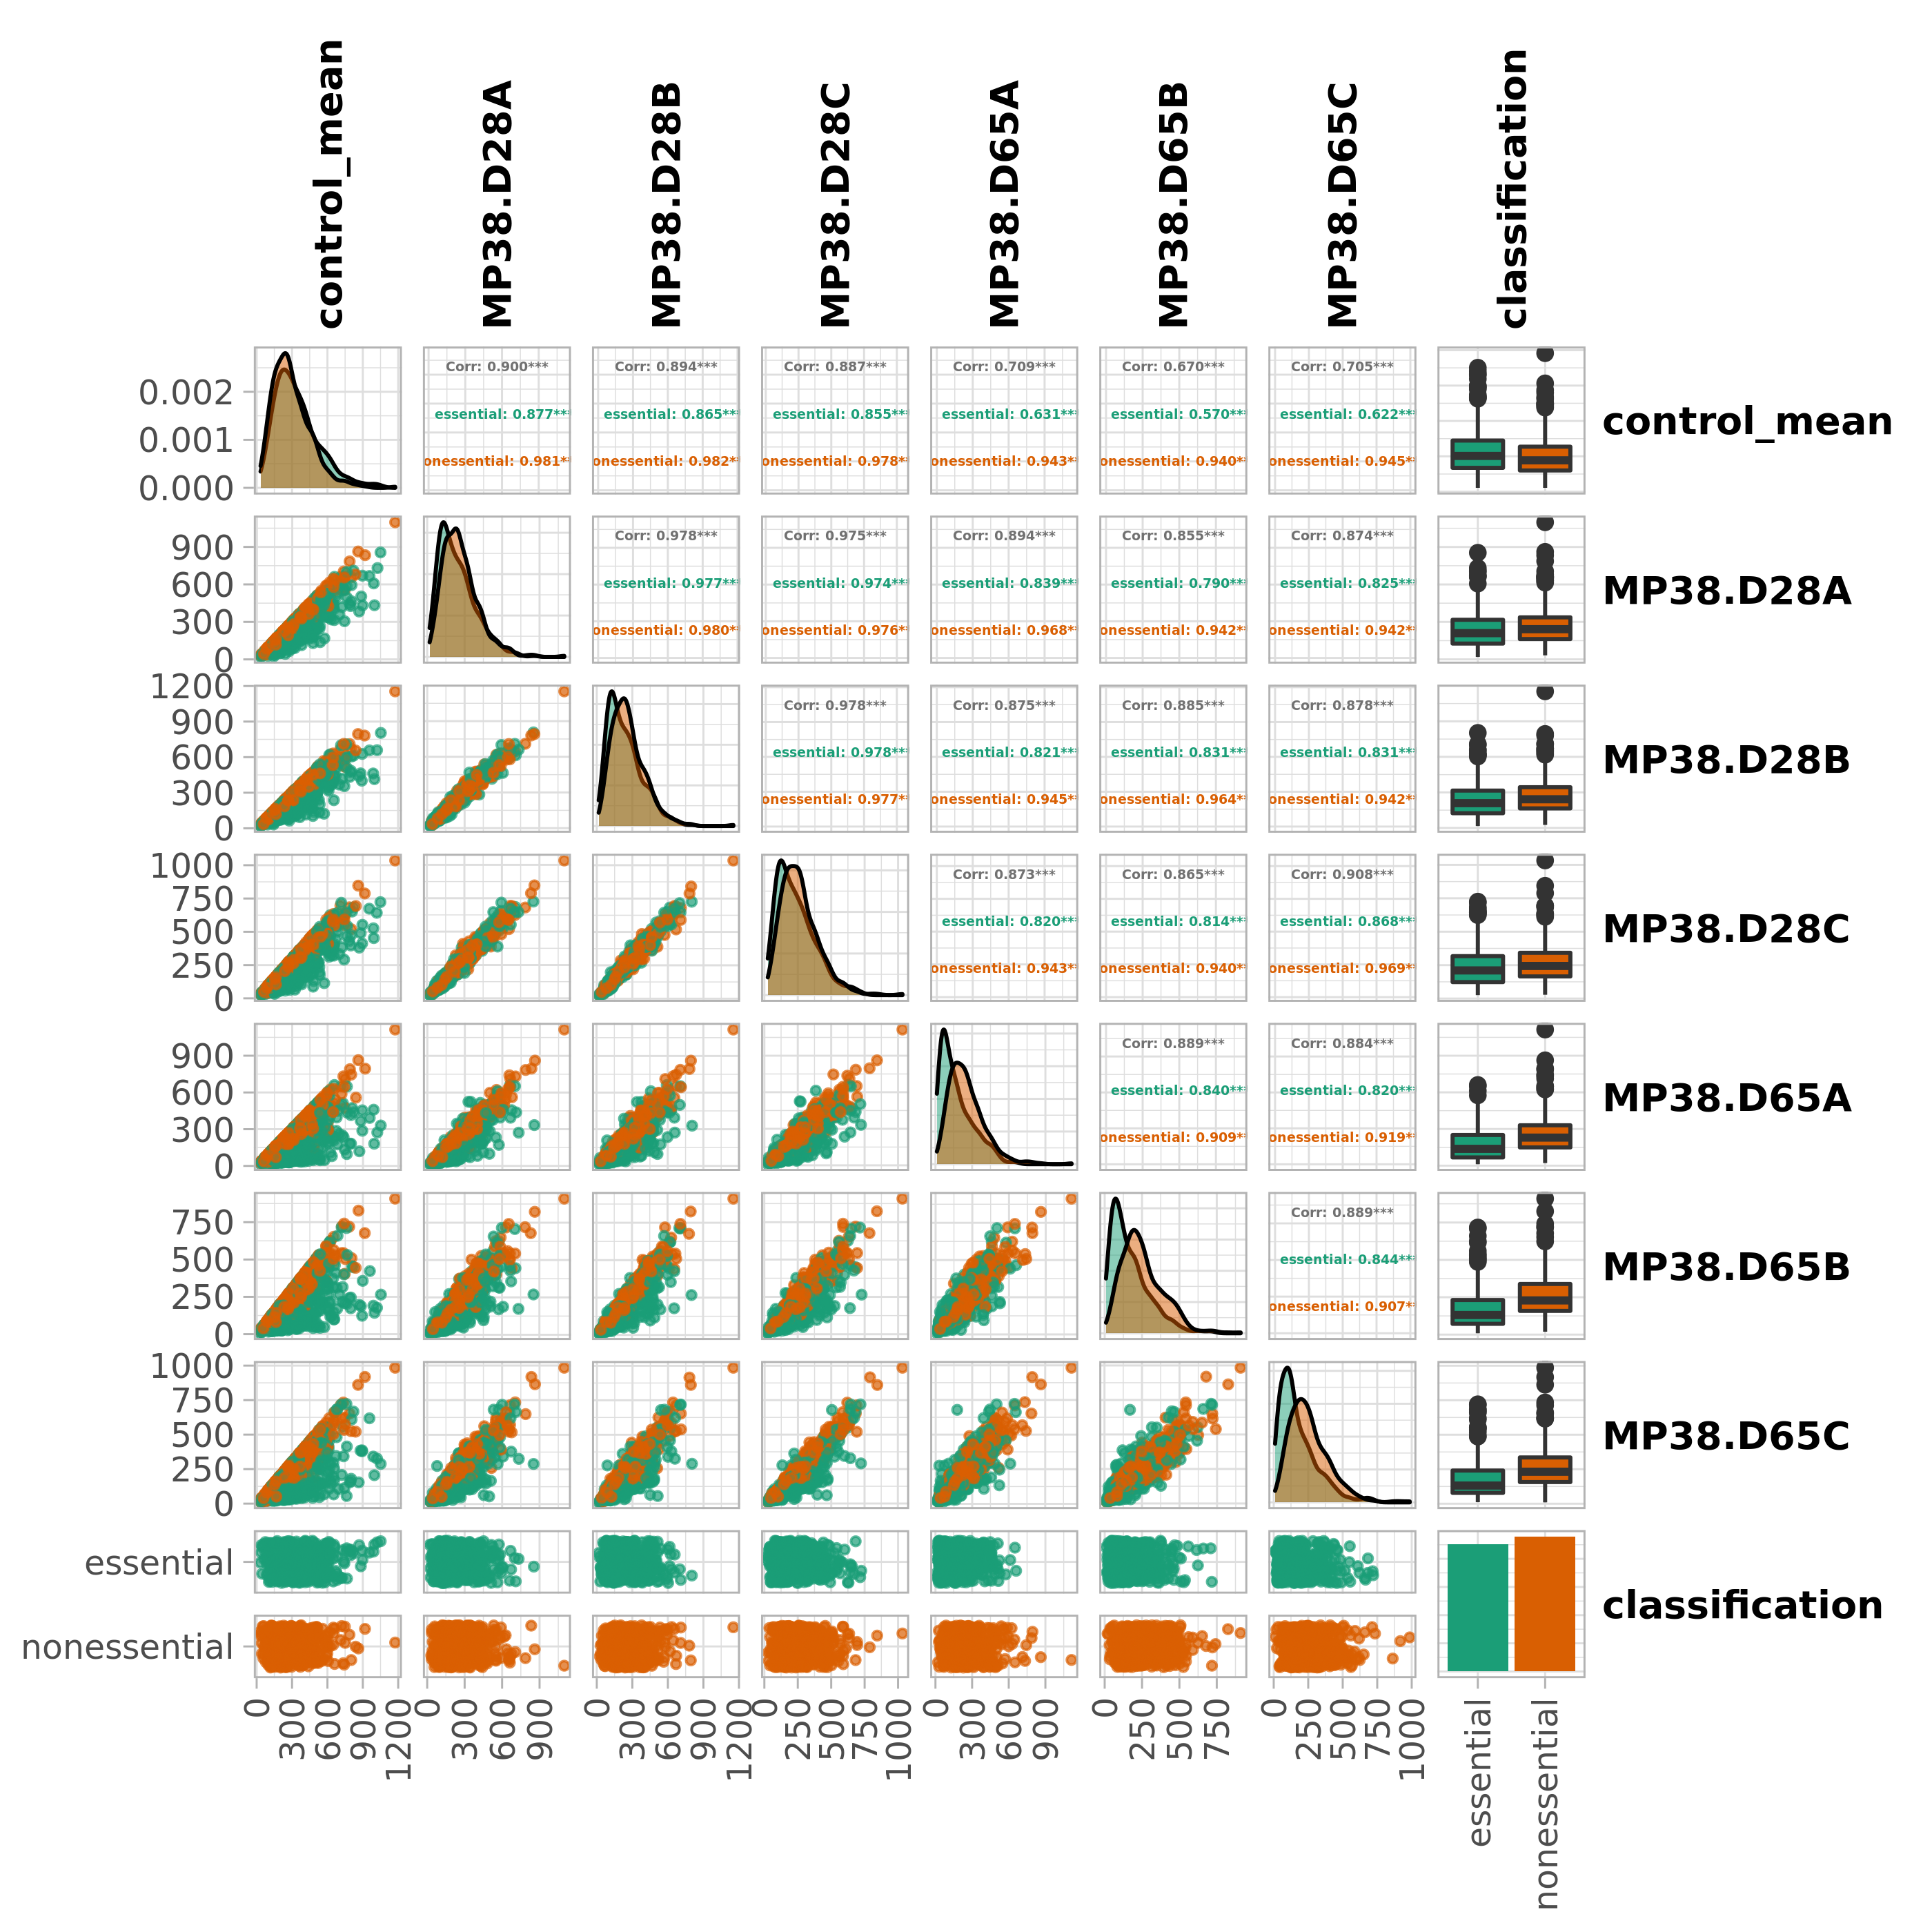 control_mean
MP38.D28A
MP38.D28B
MP38.D28C
MP38.D65A
MP38.D65B
MP38.D65C
classification
0.002
0.001
0.000
Corr: 0.900***
Corr: 0.894***
Corr: 0.887***
Corr: 0.709***
Corr: 0.670***
Corr: 0.705***
essential: 0.877***
essential: 0.865***
essential: 0.855***
essential: 0.631***
essential: 0.570***
essential: 0.622***
onessential: 0.981**
onessential: 0.982**
onessential: 0.978**
onessential: 0.943**
onessential: 0.940**
onessential: 0.945**
control_mean
900
600
300
0
Corr: 0.978***
Corr: 0.975***
Corr: 0.894***
Corr: 0.855***
Corr: 0.874***
essential: 0.977***
essential: 0.974***
essential: 0.839***
essential: 0.790***
essential: 0.825***
onessential: 0.980**
onessential: 0.976**
onessential: 0.968**
onessential: 0.942**
onessential: 0.942**
MP38.D28A
1200
900
600
300
0
Corr: 0.978***
Corr: 0.875***
Corr: 0.885***
Corr: 0.878***
essential: 0.978***
essential: 0.821***
essential: 0.831***
essential: 0.831***
onessential: 0.977**
onessential: 0.945**
onessential: 0.964**
onessential: 0.942**
MP38.D28B
1000
750
500
250
0
Corr: 0.873***
Corr: 0.865***
Corr: 0.908***
essential: 0.820***
essential: 0.814***
essential: 0.868***
onessential: 0.943**
onessential: 0.940**
onessential: 0.969**
MP38.D28C
900
600
300
0
Corr: 0.889***
Corr: 0.884***
essential: 0.840***
essential: 0.820***
onessential: 0.909**
onessential: 0.919**
MP38.D65A
750
500
250
0
Corr: 0.889***
essential: 0.844***
onessential: 0.907**
MP38.D65B
1000
750
500
250
0
MP38.D65C
essential
nonessential
classification
0
300
600
900
1200
0
300
600
900
0
300
600
900
1200
0
250
500
750
1000
0
300
600
900
0
250
500
750
0
250
500
750
1000
essential
nonessential